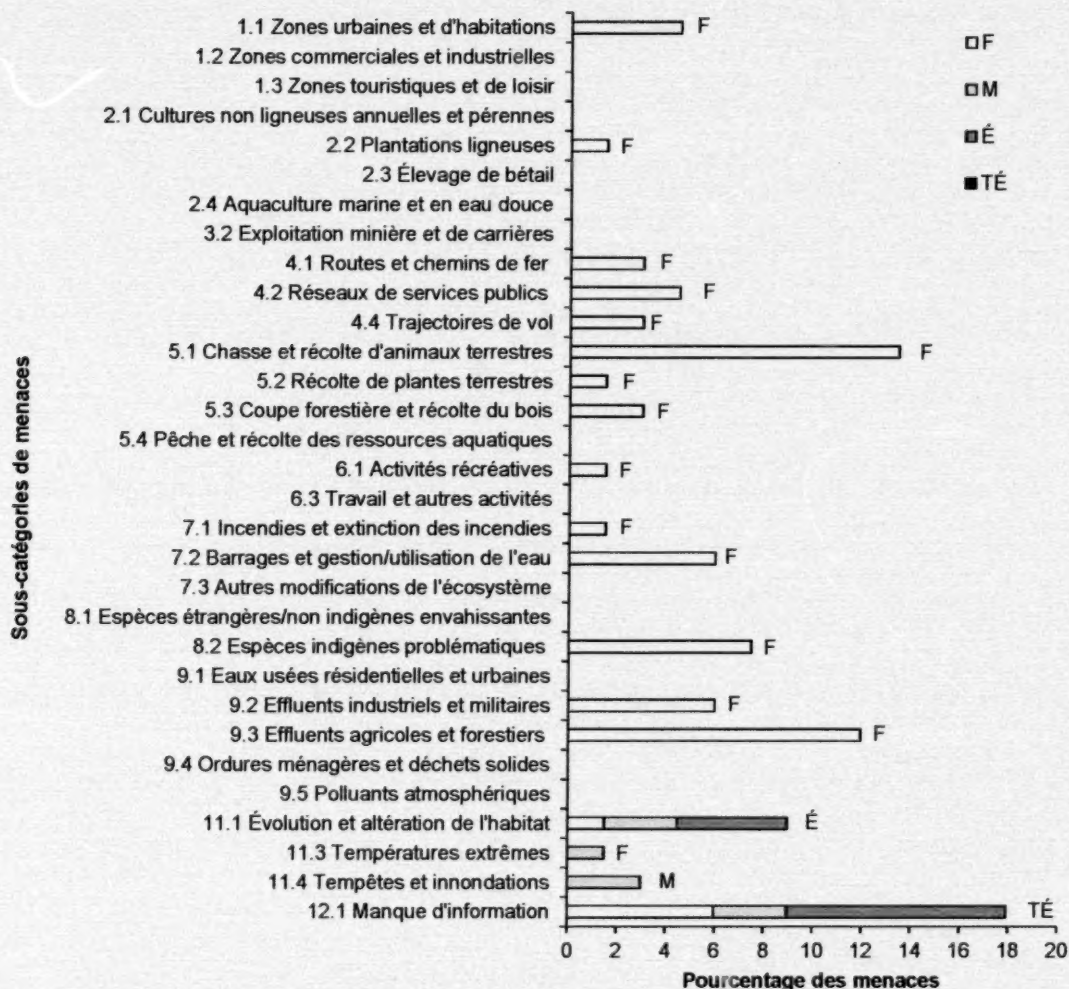 Sous-catégories de menaces
1.1 Zones urbaines et d'habitations F
1.2 Zones commerciales et industrielles
1.3 Zones touristiques et de loisir
2.1 Cultures non ligneuses annuelles et pérennes
2.2 Plantations ligneuses F
2.3 Élevage de bétail
2.4 Aquaculture marine et en eau douce
3.2 Exploitation minière et de carrières
4.1 Routes et chemins de fer F
4.2 Réseaux de services publics F
4.4 Trajectoires de vol F
5.1 Chasse et récolte d'animaux terrestres F
5.2 Récolte de plantes terrestres F
5.3 Coupe forestière et récolte du bois F
5.4 Pêche et récolte des ressources aquatiques
6.1 Activités récréatives F
6.3 Travail et autres activités
7.1 Incendies et extinction des incendies F
7.2 Barrages et gestion/utilisation de l'eau F
7.3 Autres modifications de l'écosystème
8.1 Espèces étrangères/non indigènes envahissantes
8.2 Espèces indigènes problématiques F
9.1 Eaux usées résidentielles et urbaines
9.2 Effluents industriels et militaires F
9.3 Effluents agricoles et forestiers F
9.4 Ordures ménagères et déchets solides
9.5 Polluants atmosphériques
11.1 Évolution et altération de l'habitat É
11.3 Températures extrêmes F
11.4 Tempêtes et innondations M
12.1 Manque d'information TÉ
0 2 4 6 8 10 12 14 16 18 20
Pourcentage des menaces
F
M
É
TÉ